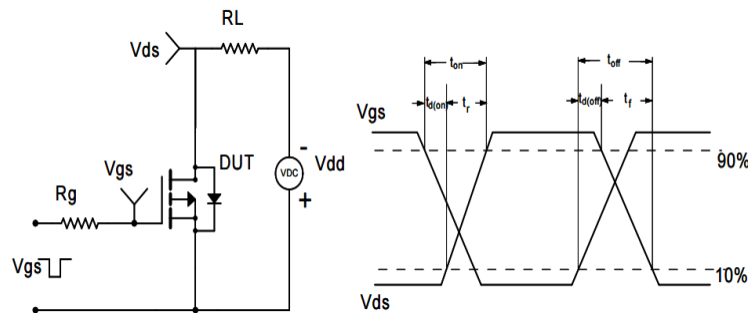 RL
Vds
Vgs
DUT
VDC
-
+
Vdd
Rg
Vgs
ton
toff
td(on)
tr
td(off)
tf
Vgs
90%
10%
Vds